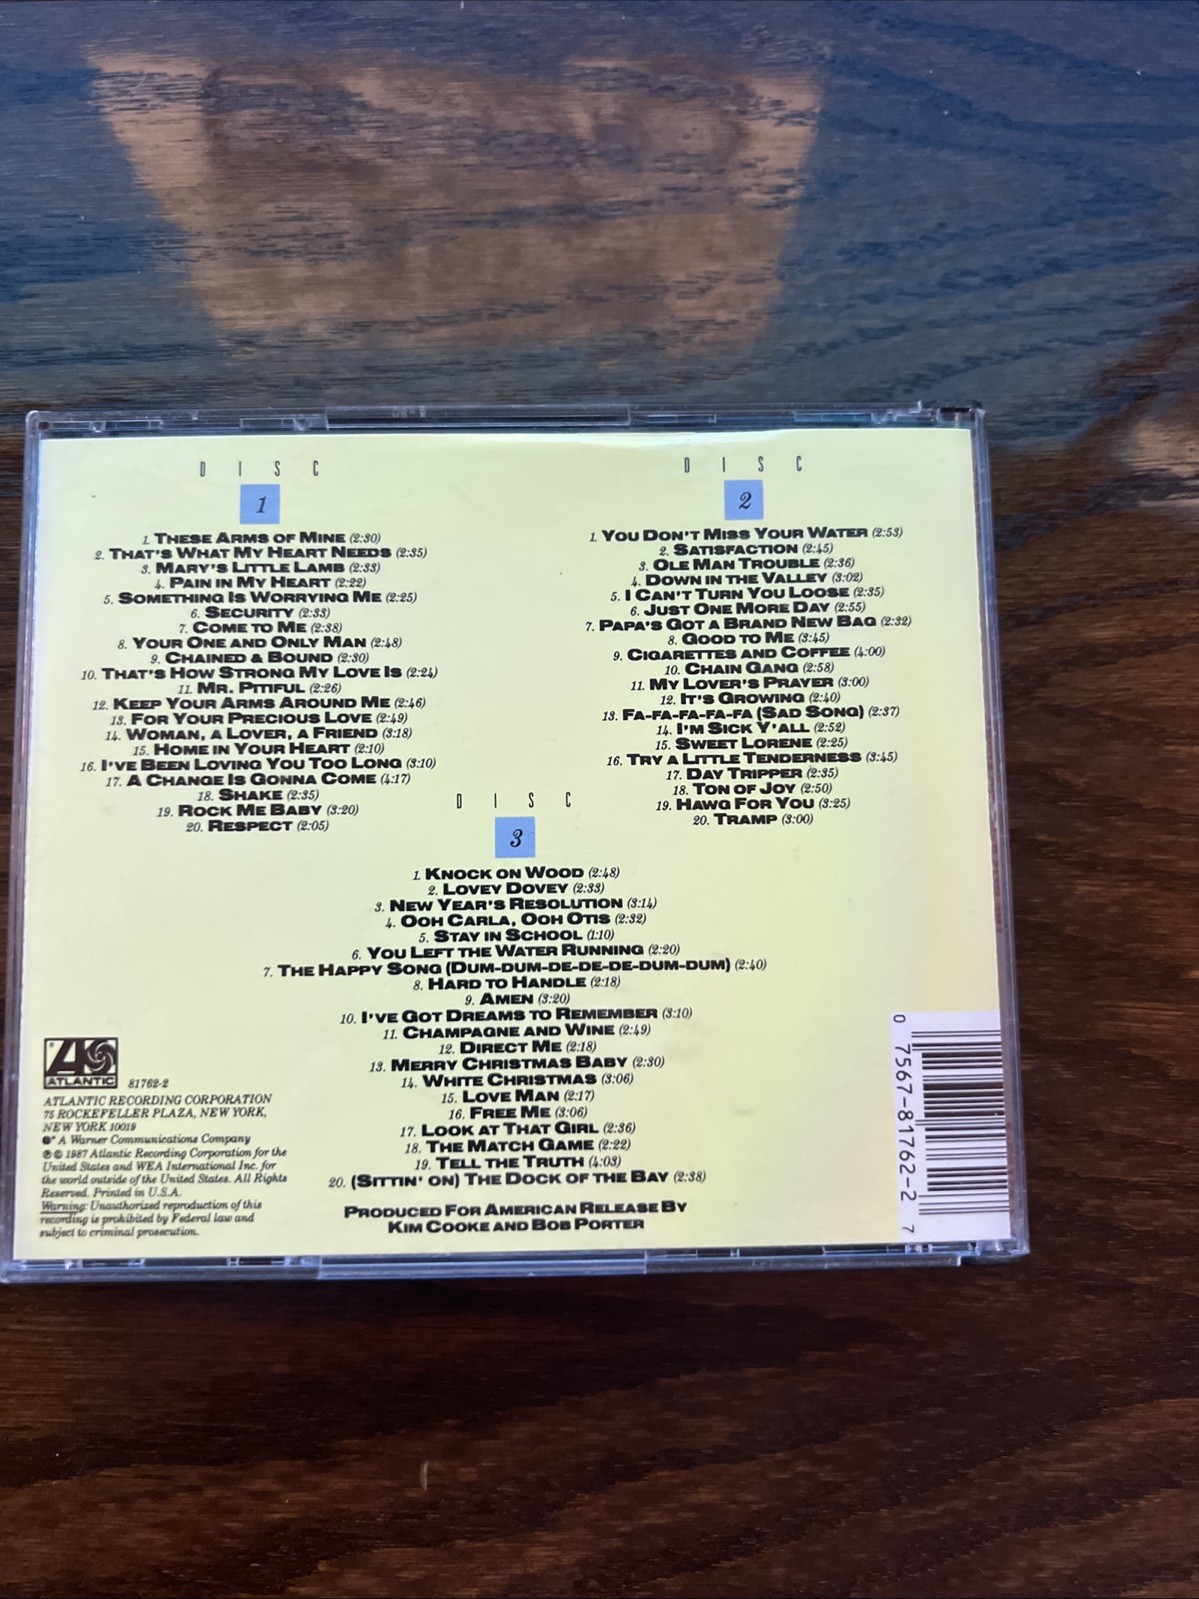 DISC
1
1. THESE ARMS OF MINE (2:30)
2. THAT'S WHAT MY HEART NEEDS (2:35)
3. MARY'S LITTLE LAMB (2:33)
4. PAIN IN MY HEART (2:22)
5. SOMETHING IS WORRYING ME (2:25)
6. SECURITY (2:33)
7. COME TO ME (2:38)
8. YOUR ONE AND ONLY MAN (2:48)
9. CHAINED & BOUND (2:30)
10. THAT'S HOW STRONG MY LOVE IS (2:24)
11. MR. PITIFUL (2:26)
12. KEEP YOUR ARMS AROUND ME (2:46)
13. FOR YOUR PRECIOUS LOVE (2:49)
14. WOMAN, A LOVER, A FRIEND (3:18)
15. HOME IN YOUR HEART (2:10)
16. I'VE BEEN LOVING YOU TOO LONG (3:10)
17. A CHANGE IS GONNA COME (4:17)
18. SHAKE (2:35)
19. ROCK ME BABY (3:20)
20. RESPECT (2:05)
DISC
2
1. YOU DON'T MISS YOUR WATER (2:53)
2. SATISFACTION (2:45)
3. OLE MAN TROUBLE (2:36)
4. DOWN IN THE VALLEY (3:02)
5. I CAN'T TURN YOU LOOSE (2:35)
6. JUST ONE MORE DAY (2:55)
7. PAPA'S GOT A BRAND NEW BAG (2:32)
8. GOOD TO ME (3:45)
9. CIGARETTES AND COFFEE (4:00)
10. CHAIN GANG (2:58)
11. MY LOVER'S PRAYER (3:00)
12. IT'S GROWING (2:40)
13. FA-FA-FA-FA-FA (SAD SONG) (2:37)
14. I'M SICK Y'ALL (2:52)
15. SWEET LORENE (2:25)
16. TRY A LITTLE TENDERNESS (3:45)
17. DAY TRIPPER (2:35)
18. TON OF JOY (2:50)
19. HAWG FOR YOU (3:25)
20. TRAMP (3:00)
DISC
3
1. KNOCK ON WOOD (2:48)
2. LOVEY DOVEY (2:33)
3. NEW YEAR'S RESOLUTION (3:14)
4. OOH CARLA, OOH OTIS (2:32)
5. STAY IN SCHOOL (1:10)
6. YOU LEFT THE WATER RUNNING (2:20)
7. THE HAPPY SONG (DUM-DUM-DE-DE-DE-DUM-DUM) (2:40)
8. HARD TO HANDLE (2:18)
9. AMEN (3:20)
10. I'VE GOT DREAMS TO REMEMBER (3:10)
11. CHAMPAGNE AND WINE (2:49)
12. DIRECT ME (2:18)
13. MERRY CHRISTMAS BABY (2:30)
14. WHITE CHRISTMAS (3:06)
15. LOVE MAN (2:17)
16. FREE ME (3:06)
17. LOOK AT THAT GIRL (2:36)
18. THE MATCH GAME (2:22)
19. TELL THE TRUTH (4:03)
20. (SITTIN' ON) THE DOCK OF THE BAY (2:38)
PRODUCED FOR AMERICAN RELEASE BY
KIM COOKE AND BOB PORTER
ATLANTIC 81762-2
ATLANTIC RECORDING CORPORATION
75 ROCKEFELLER PLAZA, NEW YORK,
NEW YORK 10019
A Warner Communications Company
℗ © 1987 Atlantic Recording Corporation for the
United States and WEA International Inc. for
the world outside of the United States. All Rights
Reserved. Printed in U.S.A.
Warning: Unauthorized reproduction of this
recording is prohibited by Federal law and
subject to criminal prosecution.
0 7567-81762-2 7